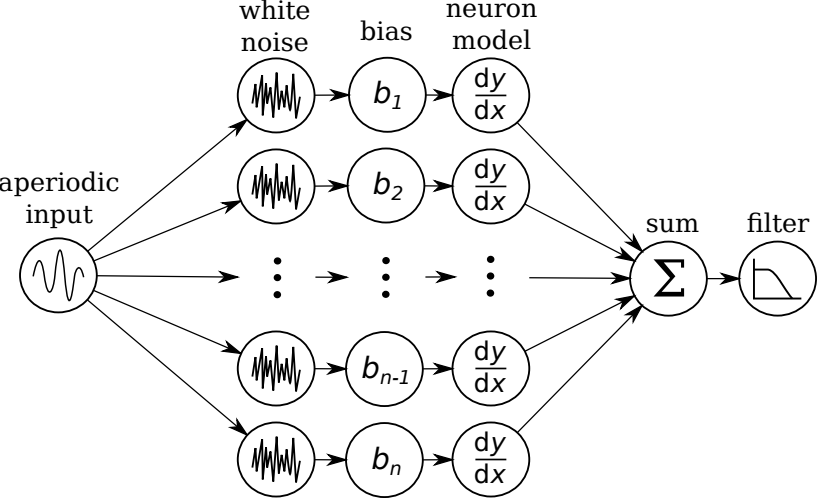 white
noise
bias
neuron
model
b1
dy
dx
aperiodic
input
b2
dy
dx
sum
filter
Σ
bn-1
dy
dx
bn
dy
dx